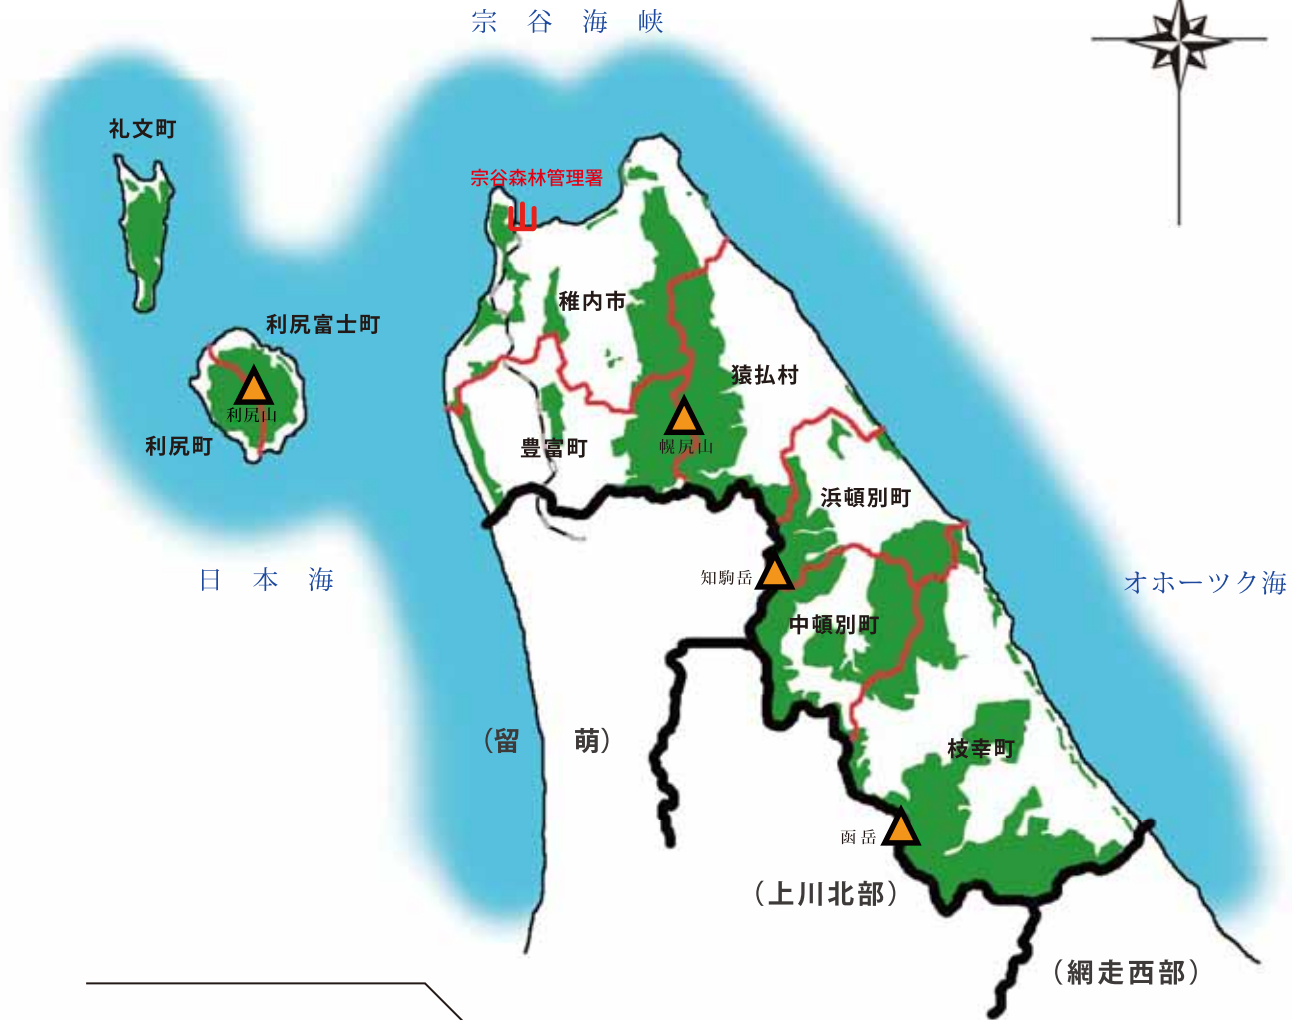 宗谷海峡
礼文町
宗谷森林管理署
稚内市
利尻富士町
猿払村
利尻山
利尻町
豊富町
幌尻山
浜頓別町
日本海
知駒岳
オホーツク海
中頓別町
（留萌）
枝幸町
函岳
（上川北部）
（網走西部）